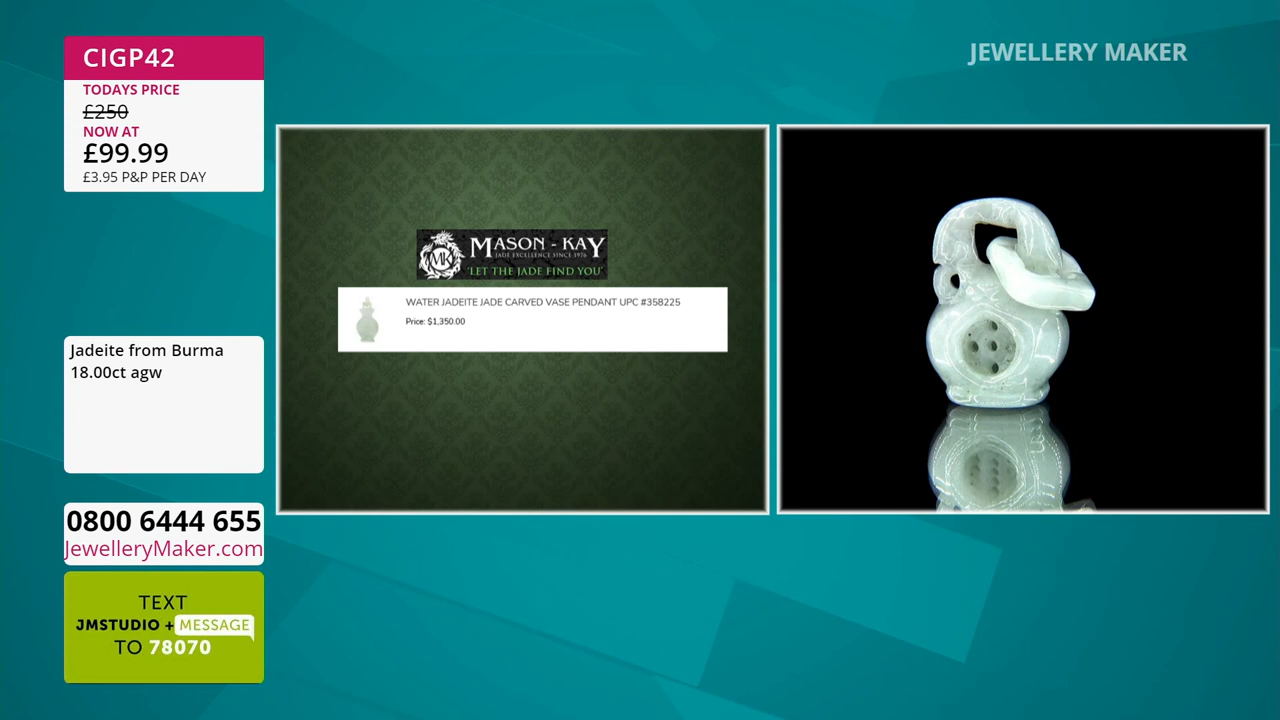 CIGP42
TODAYS PRICE
£250
NOW AT
£99.99
£3.95 P&P PER DAY
Jadeite from Burma
18.00ct agw
0800 6444 655
JewelleryMaker.com
TEXT
JMSTUDIO + MESSAGE
TO 78070
MK
MASON - KAY
JADE EXCELLENCE SINCE 1976
'LET THE JADE FIND YOU'
WATER JADEITE JADE CARVED VASE PENDANT UPC #358225
Price: $1,350.00
JEWELLERY MAKER